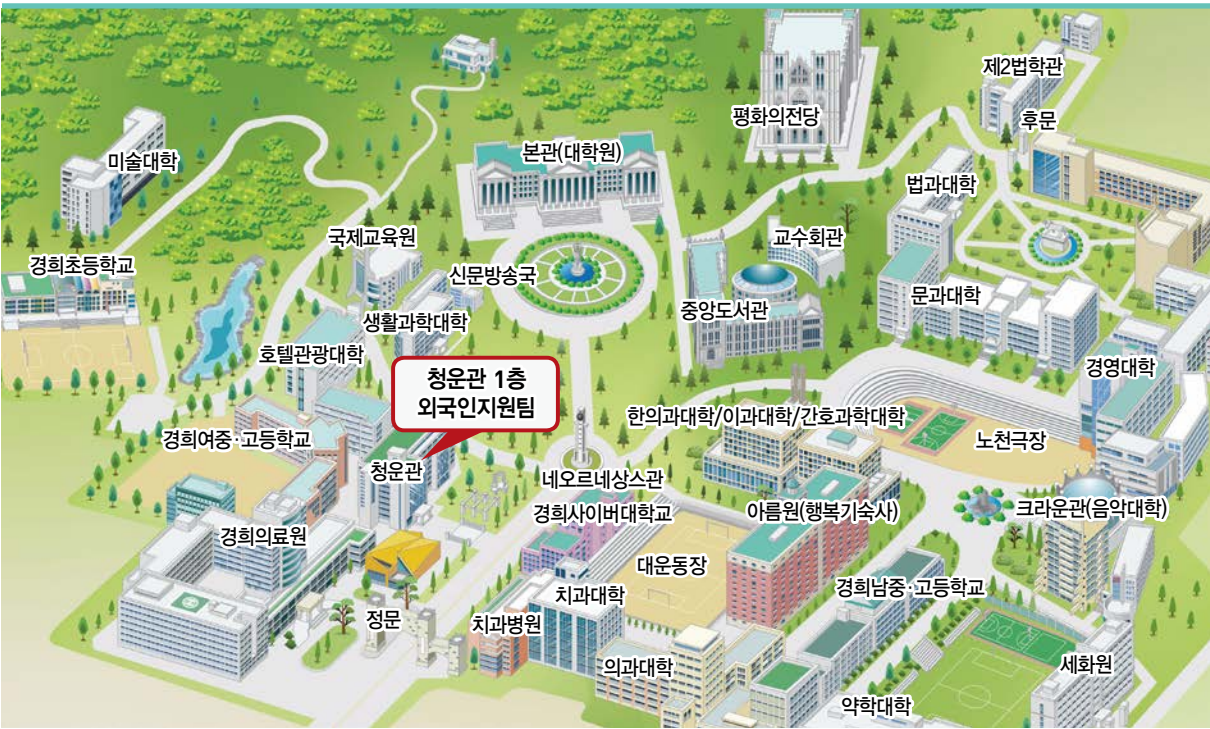 제2법학관
평화의전당
후문
본관(대학원)
미술대학
법과대학
국제교육원
교수회관
경희초등학교
신문방송국
문과대학
중앙도서관
생활과학대학
호텔관광대학
경영대학
청운관 1층
외국인지원팀
한의과대학/이과대학/간호과학대학
경희여중·고등학교
노천극장
청운관
네오르네상스관
경희사이버대학교
아름원(행복기숙사)
크라운관(음악대학)
경희의료원
대운동장
경희남중·고등학교
치과대학
정문
치과병원
의과대학
세화원
약학대학